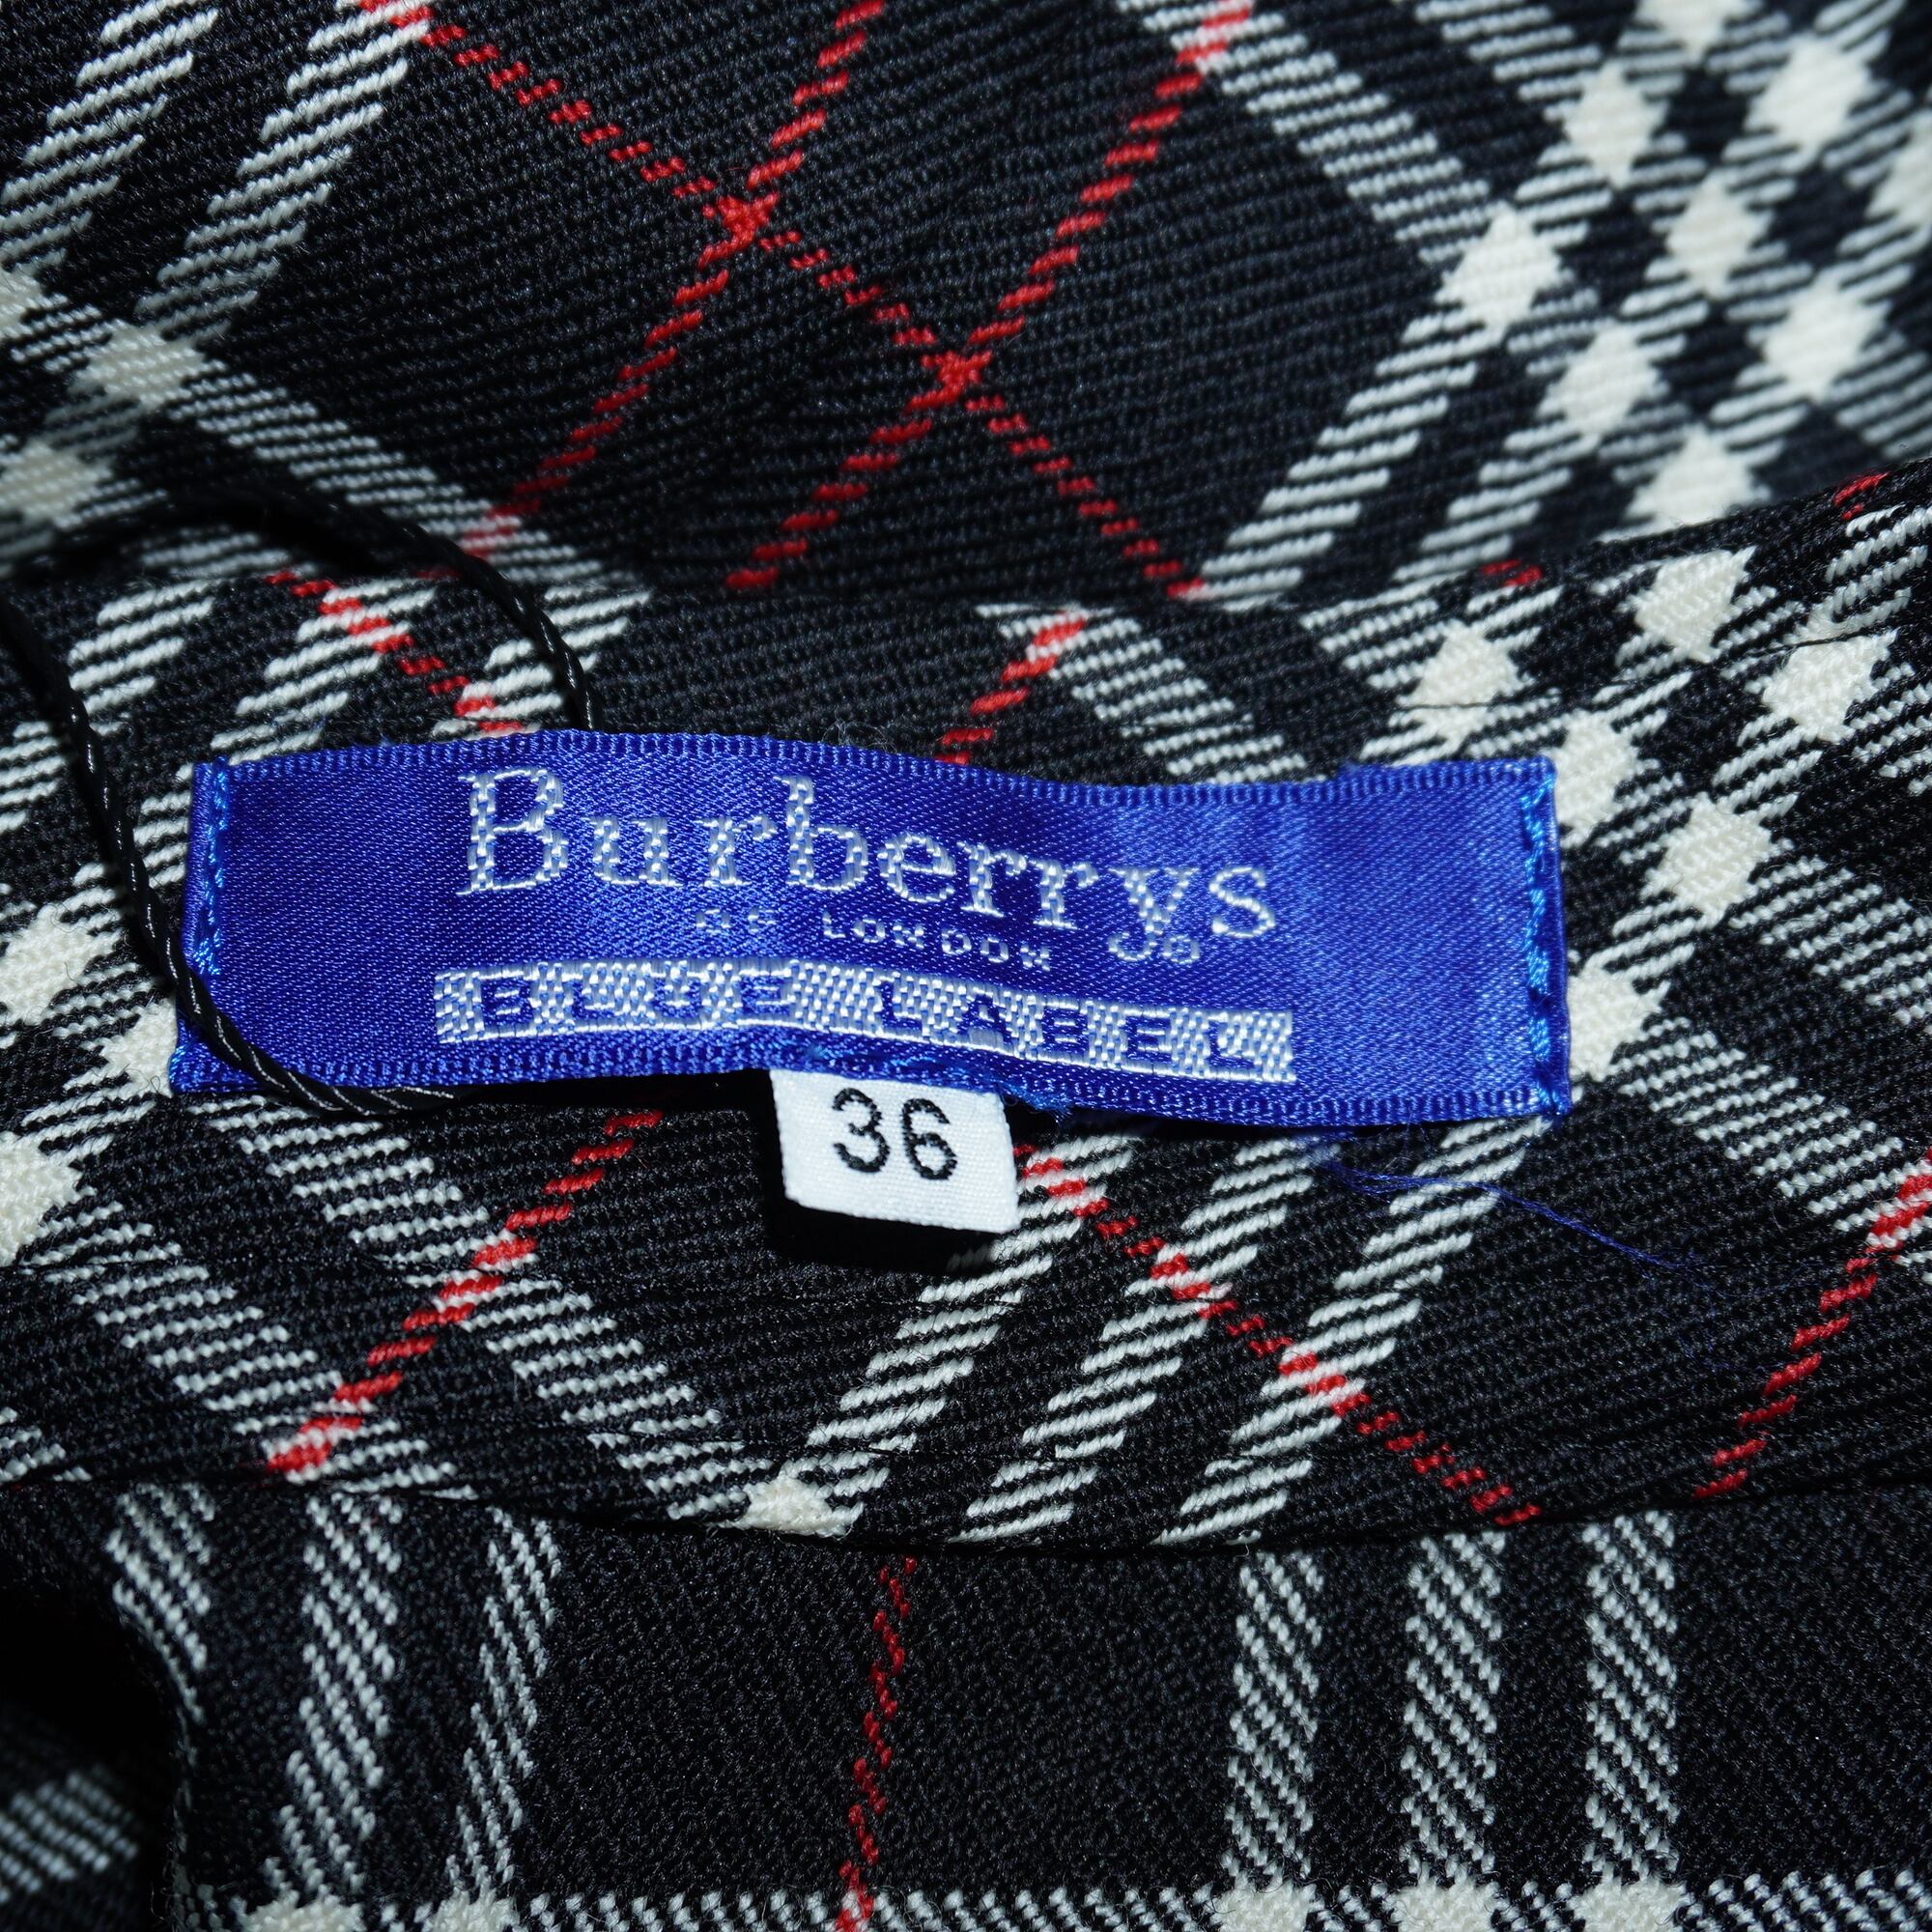 Burberrys
OF LONDON ®
BLUE LABEL
36